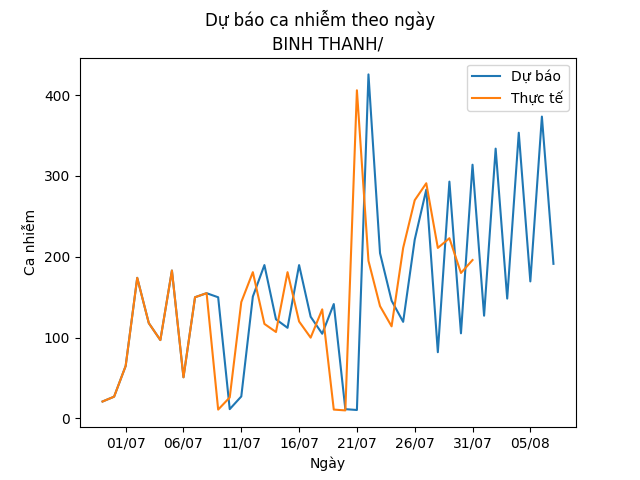 Dự báo ca nhiễm theo ngày
BINH THANH/
Dự báo
Thực tế
Ca nhiễm
400
300
200
100
0
01/07 06/07 11/07 16/07 21/07 26/07 31/07 05/08
Ngày